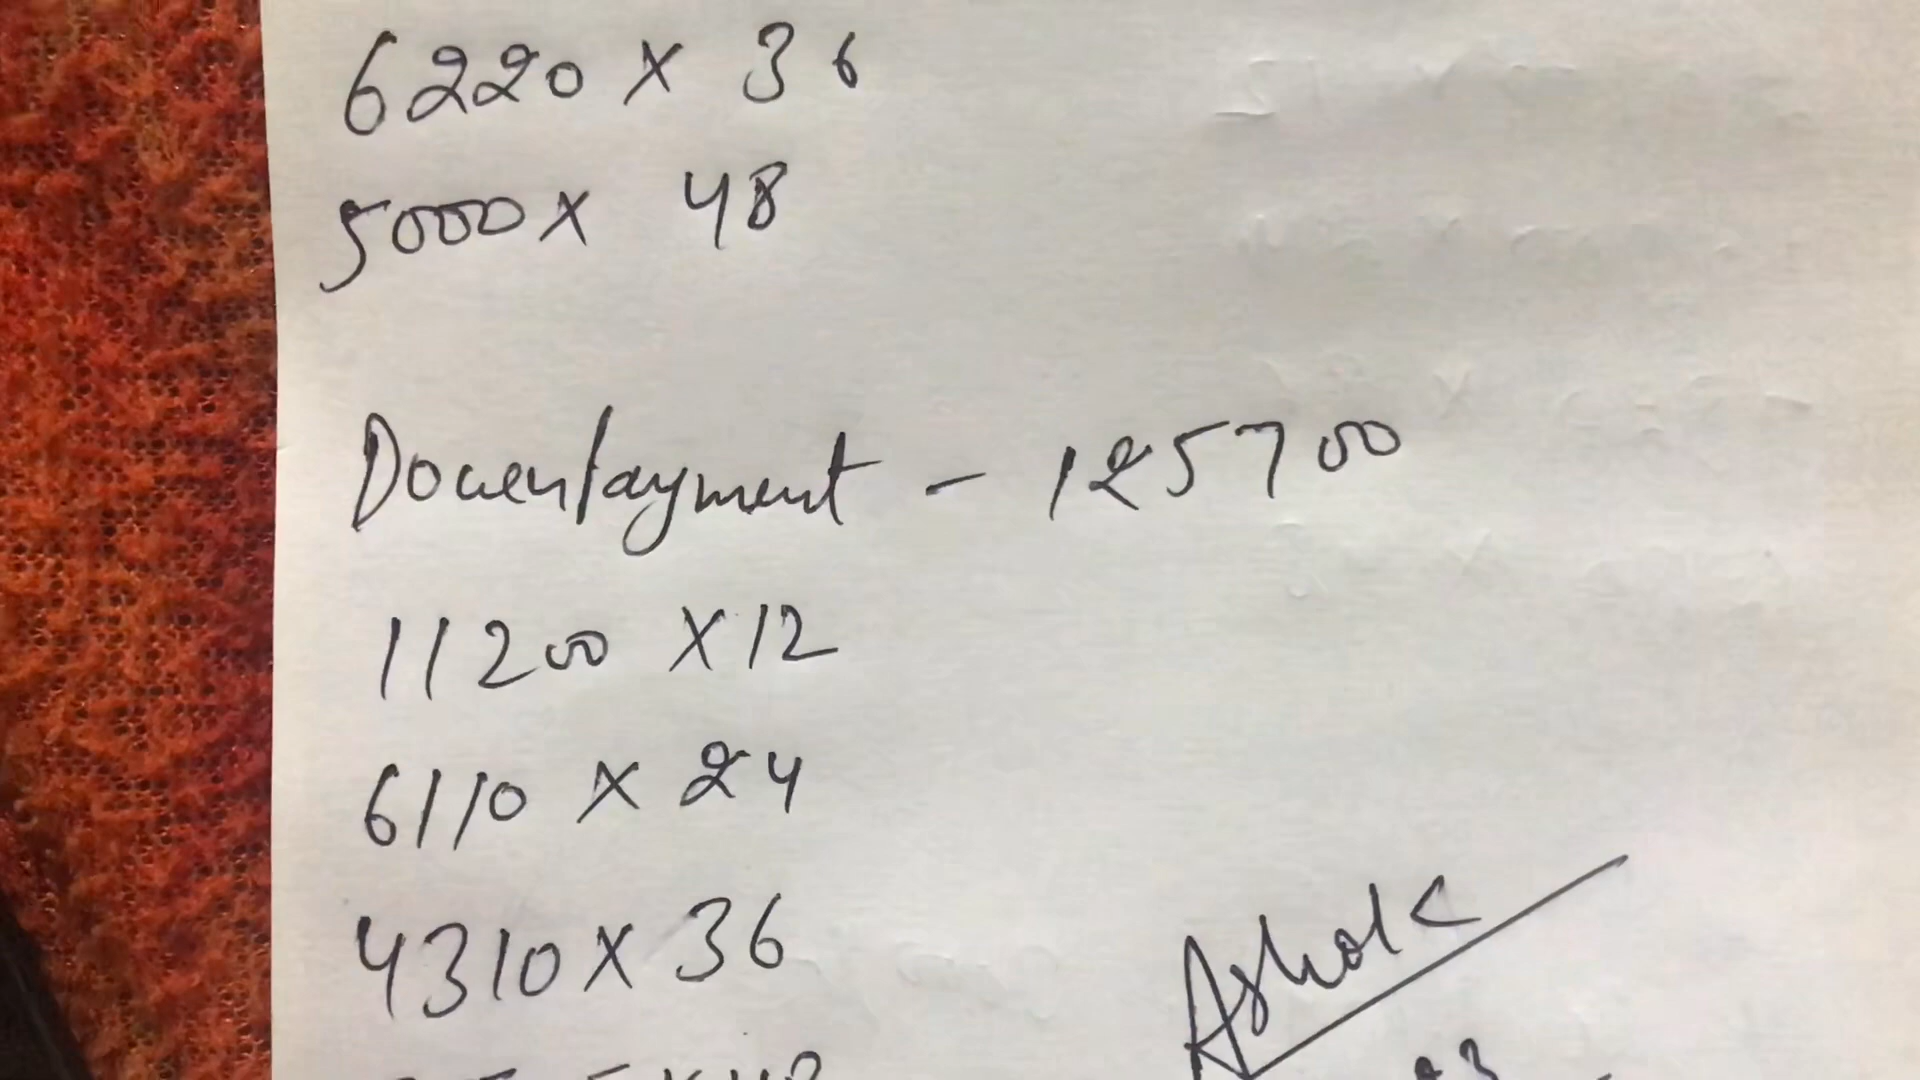 6220 X 36
5000 X 48
Downpayment - 125700
11200 X 12
6110 X 24
4310 X 36
Ashok